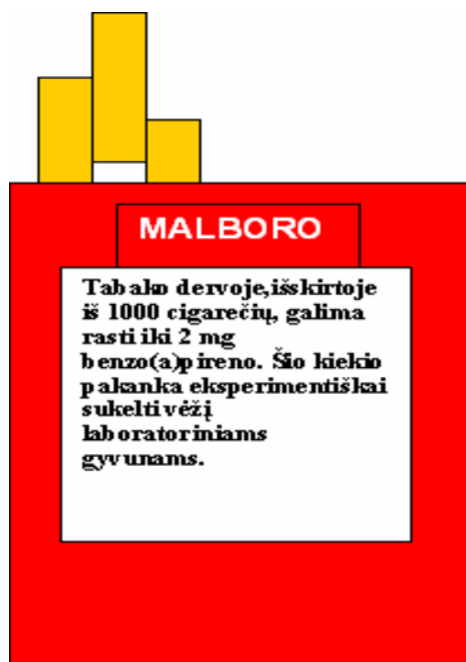 MALBORO
Tabako dervoje,išskirtoje
iš 1000 cigarečių, galima
rasti iki 2 mg
benzo(a)pireno. Šio kiekio
pakanka eksperimentiškai
sukelti vėžį
laboratoriniams
gyvunams.